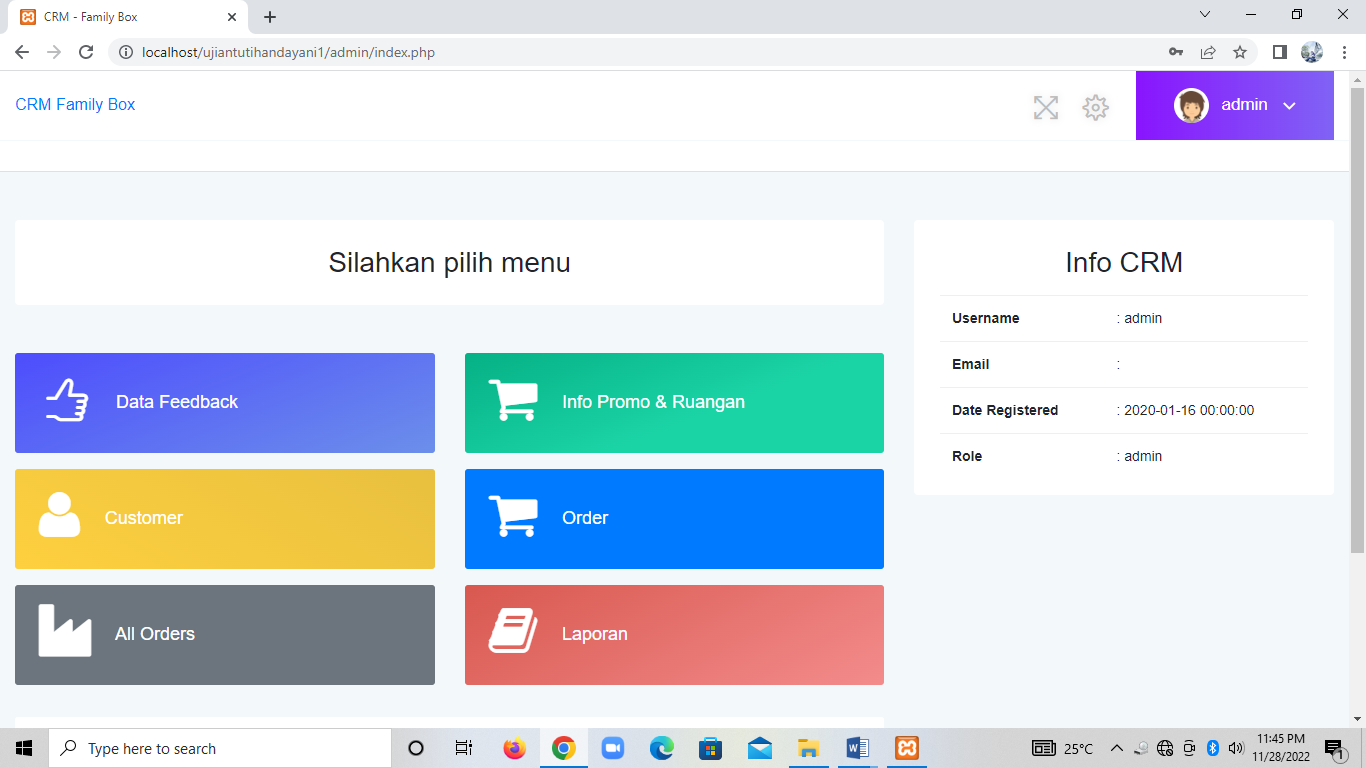 CRM - Family Box
localhost/ujiantutihandayani1/admin/index.php
CRM Family Box
admin
Silahkan pilih menu
Info CRM
Username : admin
Email :
Date Registered : 2020-01-16 00:00:00
Role : admin
Data Feedback
Info Promo & Ruangan
Customer
Order
All Orders
Laporan
Type here to search
25°C
11:45 PM
11/28/2022
1